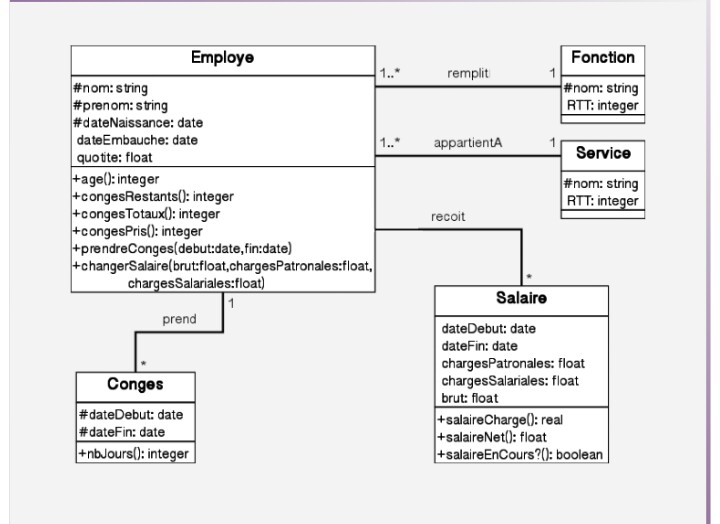 Employe
#nom: string
#prenom: string
#dateNaissance: date
dateEmbauche: date
quotite: float
+age(): integer
+congesRestants(): integer
+congesTotaux(): integer
+congesPris(): integer
+prendreConges(debut:date,fin:date)
+changerSalaire(brut:float,chargesPatronales:float,
chargesSalariales:float)
1..* remplit 1
Fonction
#nom: string
RTT: integer
1..* appartientA 1
Service
#nom: string
RTT: integer
recoit
*
Salaire
dateDebut: date
dateFin: date
chargesPatronales: float
chargesSalariales: float
brut: float
+salaireCharge(): real
+salaireNet(): float
+salaireEnCours?(): boolean
1
prend
*
Conges
#dateDebut: date
#dateFin: date
+nbJours(): integer